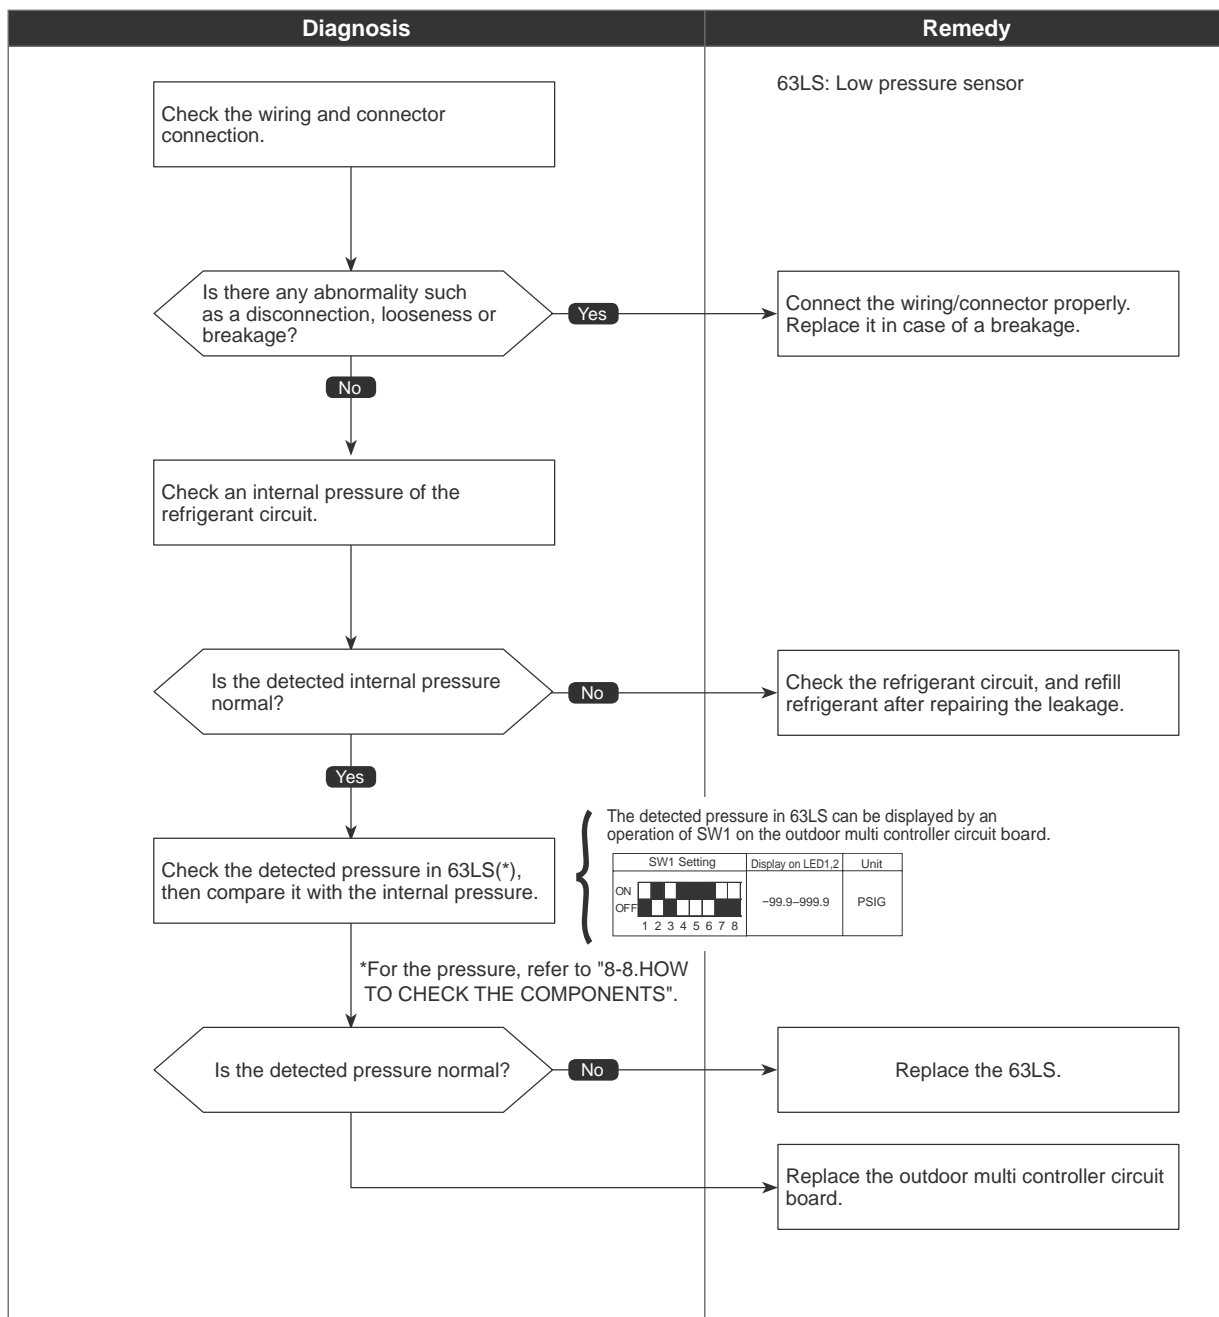 Diagnosis
Remedy
63LS: Low pressure sensor
Check the wiring and connector
connection.
Is there any abnormality such
as a disconnection, looseness or
breakage?
Yes
Connect the wiring/connector properly.
Replace it in case of a breakage.
No
Check an internal pressure of the
refrigerant circuit.
Is the detected internal pressure
normal?
No
Check the refrigerant circuit, and refill
refrigerant after repairing the leakage.
Yes
The detected pressure in 63LS can be displayed by an
operation of SW1 on the outdoor multi controller circuit board.
Check the detected pressure in 63LS(*),
then compare it with the internal pressure.
SW1 Setting
Display on LED1,2
Unit
ON
OFF
1 2 3 4 5 6 7 8
−99.9–999.9
PSIG
*For the pressure, refer to "8-8.HOW
TO CHECK THE COMPONENTS".
Is the detected pressure normal?
No
Replace the 63LS.
Replace the outdoor multi controller circuit
board.